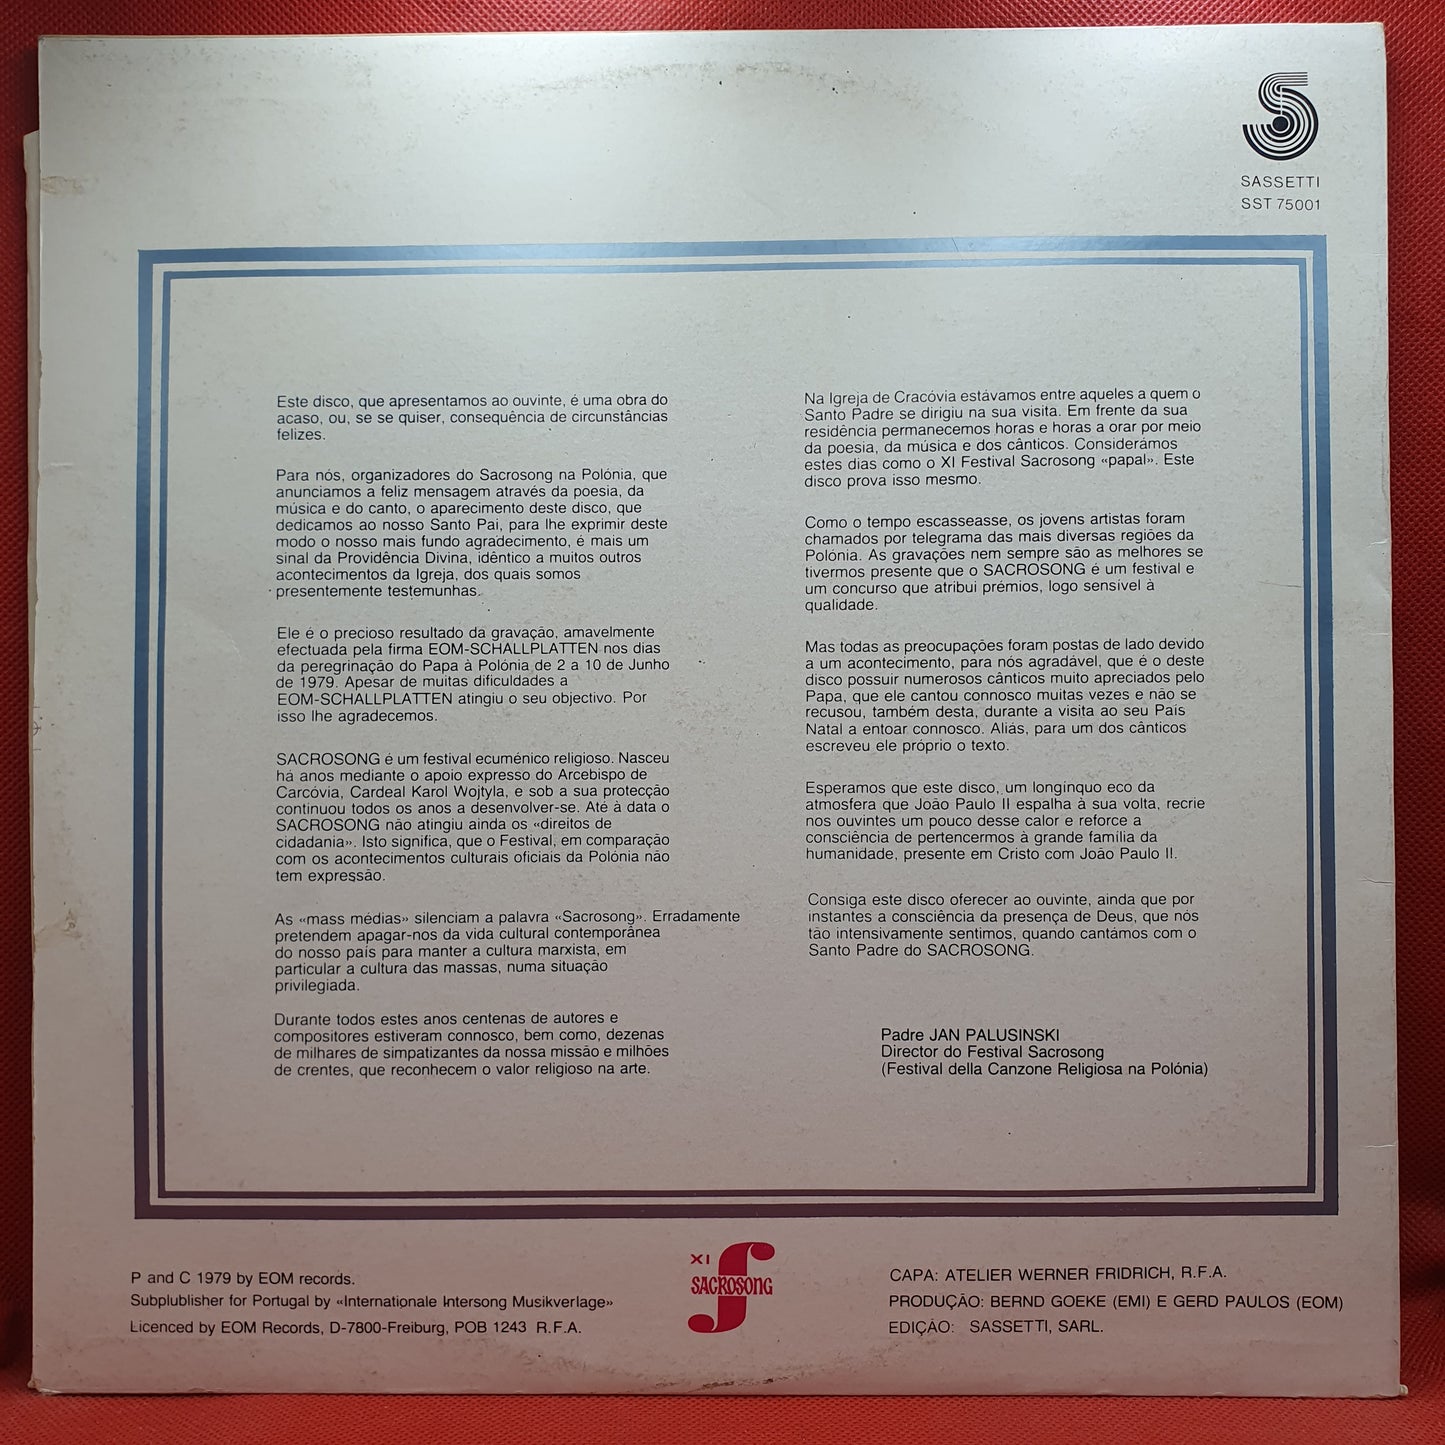 SASSETTI
SST 75001
Este disco, que apresentamos ao ouvinte, é uma obra do
acaso, ou, se se quiser, consequência de circunstâncias
felizes.
Para nós, organizadores do Sacrosong na Polónia, que
anunciamos a feliz mensagem através da poesia, da
música e do canto, o aparecimento deste disco, que
dedicamos ao nosso Santo Pai, para lhe exprimir deste
modo o nosso mais fundo agradecimento, é mais um
sinal da Providência Divina, idêntico a muitos outros
acontecimentos da Igreja, dos quais somos
presentemente testemunhas.
Ele é o precioso resultado da gravação, amavelmente
efectuada pela firma EOM-SCHALLPLATTEN nos dias
da peregrinação do Papa à Polónia de 2 a 10 de Junho
de 1979. Apesar de muitas dificuldades a
EOM-SCHALLPLATTEN atingiu o seu objectivo. Por
isso lhe agradecemos.
SACROSONG é um festival ecuménico religioso. Nasceu
há anos mediante o apoio expresso do Arcebispo de
Carcóvia, Cardeal Karol Wojtyla, e sob a sua protecção
continuou todos os anos a desenvolver-se. Até à data o
SACROSONG não atingiu ainda os «direitos de
cidadania». Isto significa, que o Festival, em comparação
com os acontecimentos culturais oficiais da Polónia não
tem expressão.
As «mass médias» silenciam a palavra «Sacrosong». Erradamente
pretendem apagar-nos da vida cultural contemporânea
do nosso país para manter a cultura marxista, em
particular a cultura das massas, numa situação
privilegiada.
Durante todos estes anos centenas de autores e
compositores estiveram connosco, bem como, dezenas
de milhares de simpatizantes da nossa missão e milhões
de crentes, que reconhecem o valor religioso na arte.
Na Igreja de Cracóvia estávamos entre aqueles a quem o
Santo Padre se dirigiu na sua visita. Em frente da sua
residência permanecemos horas e horas a orar por meio
da poesia, da música e dos cânticos. Considerámos
estes dias como o XI Festival Sacrosong «papal». Este
disco prova isso mesmo.
Como o tempo escasseasse, os jovens artistas foram
chamados por telegrama das mais diversas regiões da
Polónia. As gravações nem sempre são as melhores se
tivermos presente que o SACROSONG é um festival e
um concurso que atribui prémios, logo sensível à
qualidade.
Mas todas as preocupações foram postas de lado devido
a um acontecimento, para nós agradável, que é o deste
disco possuir numerosos cânticos muito apreciados pelo
Papa, que ele cantou connosco muitas vezes e não se
recusou, também desta, durante a visita ao seu País
Natal a entoar connosco. Aliás, para um dos cânticos
escreveu ele próprio o texto.
Esperamos que este disco, um longínquo eco da
atmosfera que João Paulo II espalha à sua volta, recrie
nos ouvintes um pouco desse calor e reforce a
consciência de pertencermos à grande família da
humanidade, presente em Cristo com João Paulo II.
Consiga este disco oferecer ao ouvinte, ainda que por
instantes a consciência da presença de Deus, que nós
tão intensivamente sentimos, quando cantámos com o
Santo Padre do SACROSONG.
Padre JAN PALUSINSKI
Director do Festival Sacrosong
(Festival della Canzone Religiosa na Polónia)
P and C 1979 by EOM records.
Subplublisher for Portugal by «Internationale Intersong Musikverlage»
Licenced by EOM Records, D-7800-Freiburg, POB 1243 R.F.A.
XI
SACROSONG
CAPA: ATELIER WERNER FRIDRICH, R.F.A.
PRODUÇÃO: BERND GOEKE (EMI) E GERD PAULOS (EOM)
EDIÇÃO: SASSETTI, SARL.